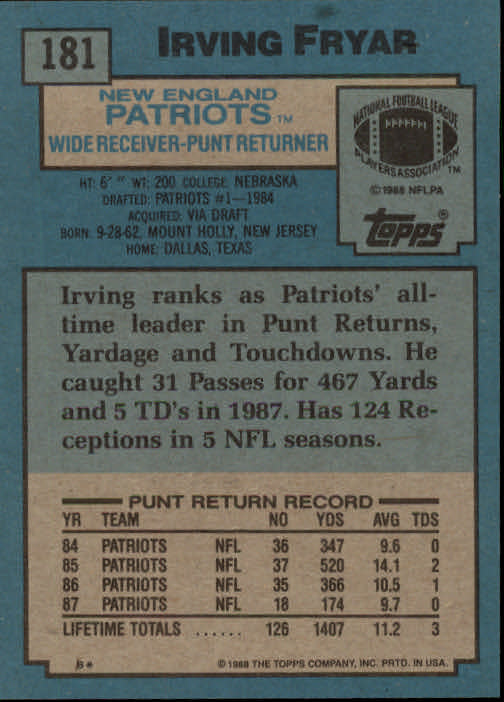 181
IRVING FRYAR
NEW ENGLAND
PATRIOTS™
WIDE RECEIVER-PUNT RETURNER
NATIONAL FOOTBALL LEAGUE
PLAYERS ASSOCIATION™
©1988 NFLPA
topps®
HT: 6' " WT: 200 COLLEGE: NEBRASKA
DRAFTED: PATRIOTS #1—1984
ACQUIRED: VIA DRAFT
BORN: 9-28-62, MOUNT HOLLY, NEW JERSEY
HOME: DALLAS, TEXAS
Irving ranks as Patriots' all-
time leader in Punt Returns,
Yardage and Touchdowns. He
caught 31 Passes for 467 Yards
and 5 TD's in 1987. Has 124 Re-
ceptions in 5 NFL seasons.
PUNT RETURN RECORD
YR TEAM NO YDS AVG TDS
84 PATRIOTS NFL 36 347 9.6 0
85 PATRIOTS NFL 37 520 14.1 2
86 PATRIOTS NFL 35 366 10.5 1
87 PATRIOTS NFL 18 174 9.7 0
LIFETIME TOTALS ...... 126 1407 11.2 3
B* ©1988 THE TOPPS COMPANY, INC. PRTD. IN USA.